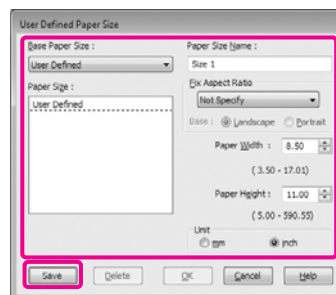 User Defined Paper Size
Base Paper Size :
User Defined
Paper Size :
User Defined
Paper Size Name :
Size 1
Fix Aspect Ratio
Not Specify
Base : Landscape Portrait
Paper Width : 8.50
( 3.50 - 17.01)
Paper Height : 11.00
( 5.00 - 590.55)
Unit
mm inch
Save Delete OK Cancel Help